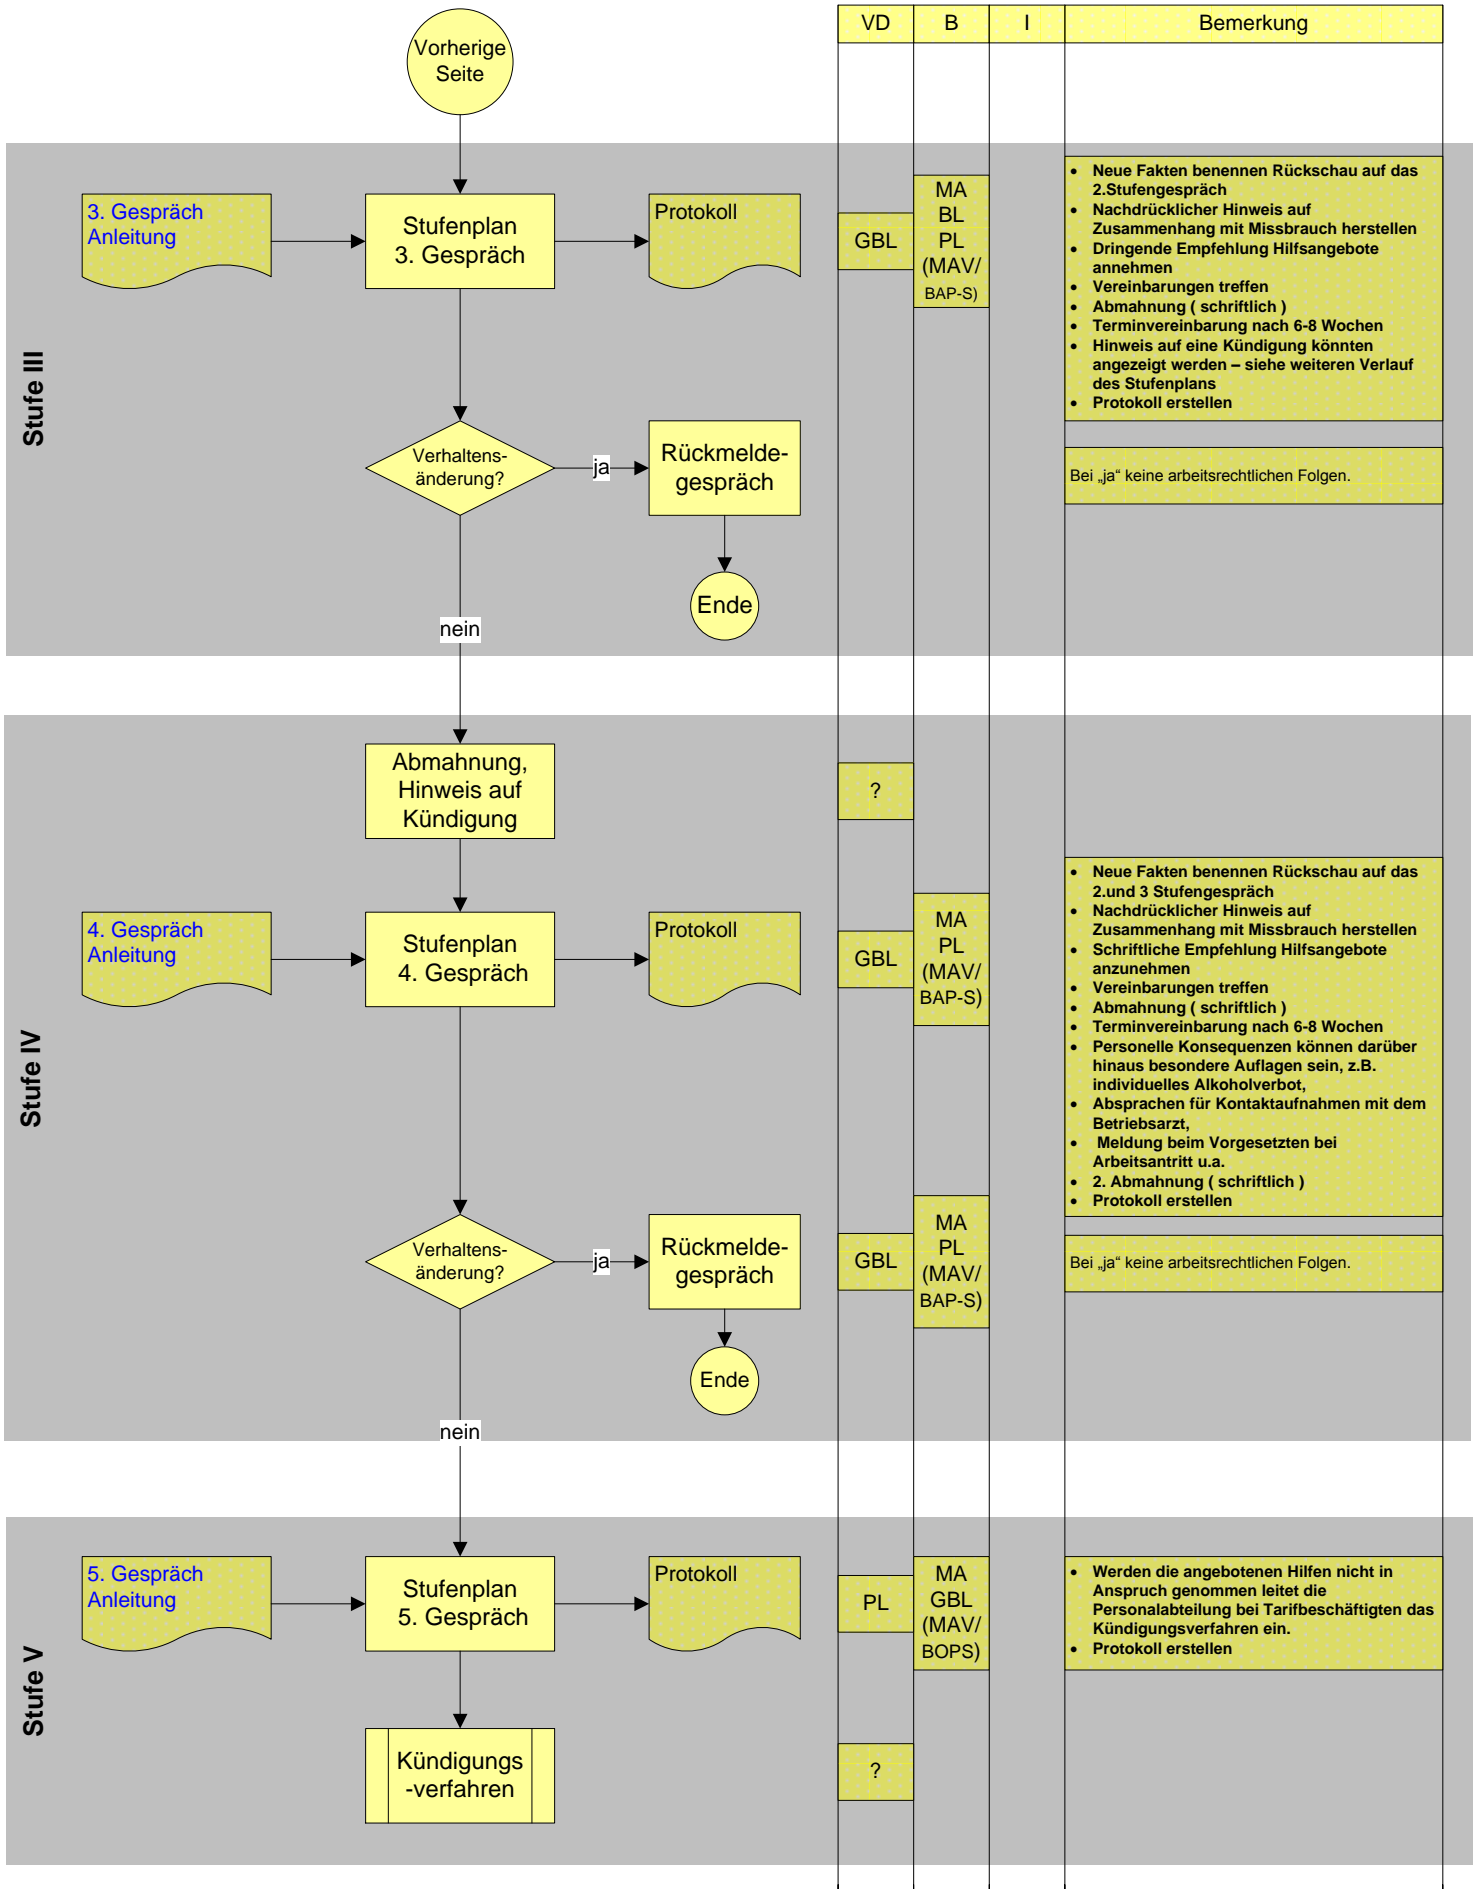 VD
B
I
Bemerkung
Vorherige
Seite
Stufe III
3. Gespräch
Anleitung
Stufenplan
3. Gespräch
Protokoll
GBL
MA
BL
PL
(MAV/
BAP-S)
• Neue Fakten benennen Rückschau auf das
2.Stufengespräch
• Nachdrücklicher Hinweis auf
Zusammenhang mit Missbrauch herstellen
• Dringende Empfehlung Hilfsangebote
annehmen
• Vereinbarungen treffen
• Abmahnung ( schriftlich )
• Terminvereinbarung nach 6-8 Wochen
• Hinweis auf eine Kündigung könnten
angezeigt werden – siehe weiteren Verlauf
des Stufenplans
• Protokoll erstellen
Verhaltens-
änderung?
ja
Rückmelde-
gespräch
Bei „ja“ keine arbeitsrechtlichen Folgen.
Ende
nein
Stufe IV
Abmahnung,
Hinweis auf
Kündigung
?
4. Gespräch
Anleitung
Stufenplan
4. Gespräch
Protokoll
GBL
MA
PL
(MAV/
BAP-S)
• Neue Fakten benennen Rückschau auf das
2.und 3 Stufengespräch
• Nachdrücklicher Hinweis auf
Zusammenhang mit Missbrauch herstellen
• Schriftliche Empfehlung Hilfsangebote
anzunehmen
• Vereinbarungen treffen
• Abmahnung ( schriftlich )
• Terminvereinbarung nach 6-8 Wochen
• Personelle Konsequenzen können darüber
hinaus besondere Auflagen sein, z.B.
individuelles Alkoholverbot,
• Absprachen für Kontaktaufnahmen mit dem
Betriebsarzt,
• Meldung beim Vorgesetzten bei
Arbeitsantritt u.a.
• 2. Abmahnung ( schriftlich )
• Protokoll erstellen
Verhaltens-
änderung?
ja
Rückmelde-
gespräch
GBL
MA
PL
(MAV/
BAP-S)
Bei „ja“ keine arbeitsrechtlichen Folgen.
Ende
nein
Stufe V
5. Gespräch
Anleitung
Stufenplan
5. Gespräch
Protokoll
PL
MA
GBL
(MAV/
BOPS)
• Werden die angebotenen Hilfen nicht in
Anspruch genommen leitet die
Personalabteilung bei Tarifbeschäftigten das
Kündigungsverfahren ein.
• Protokoll erstellen
Kündigungs
-verfahren
?